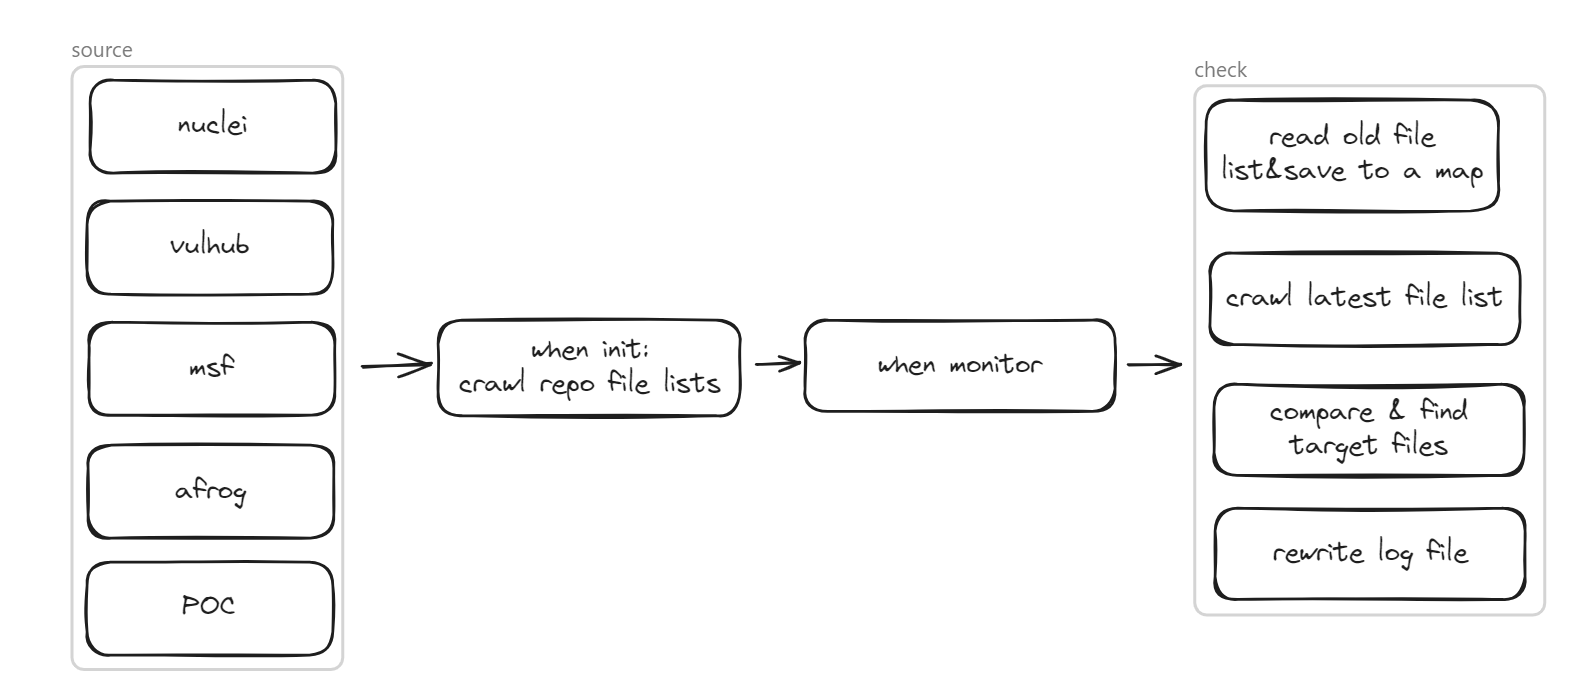 source
nuclei
vulhub
msf
afrog
POC
when init:
crawl repo file lists
when monitor
check
read old file
list&save to a map
crawl latest file list
compare & find
target files
rewrite log file